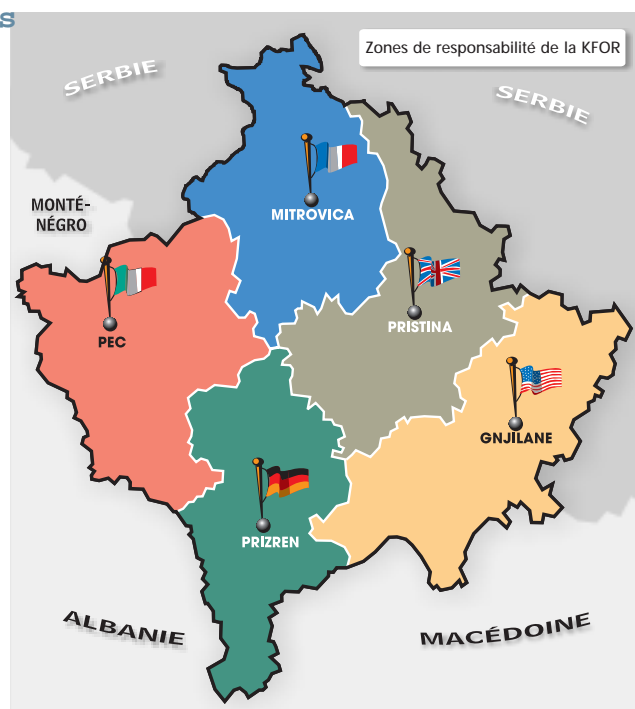 S
Zones de responsabilité de la KFOR
SERBIE
SERBIE
MITROVICA
MONTÉ-
NÉGRO
PEC
PRISTINA
GNJILANE
PRIZREN
ALBANIE
MACÉDOINE